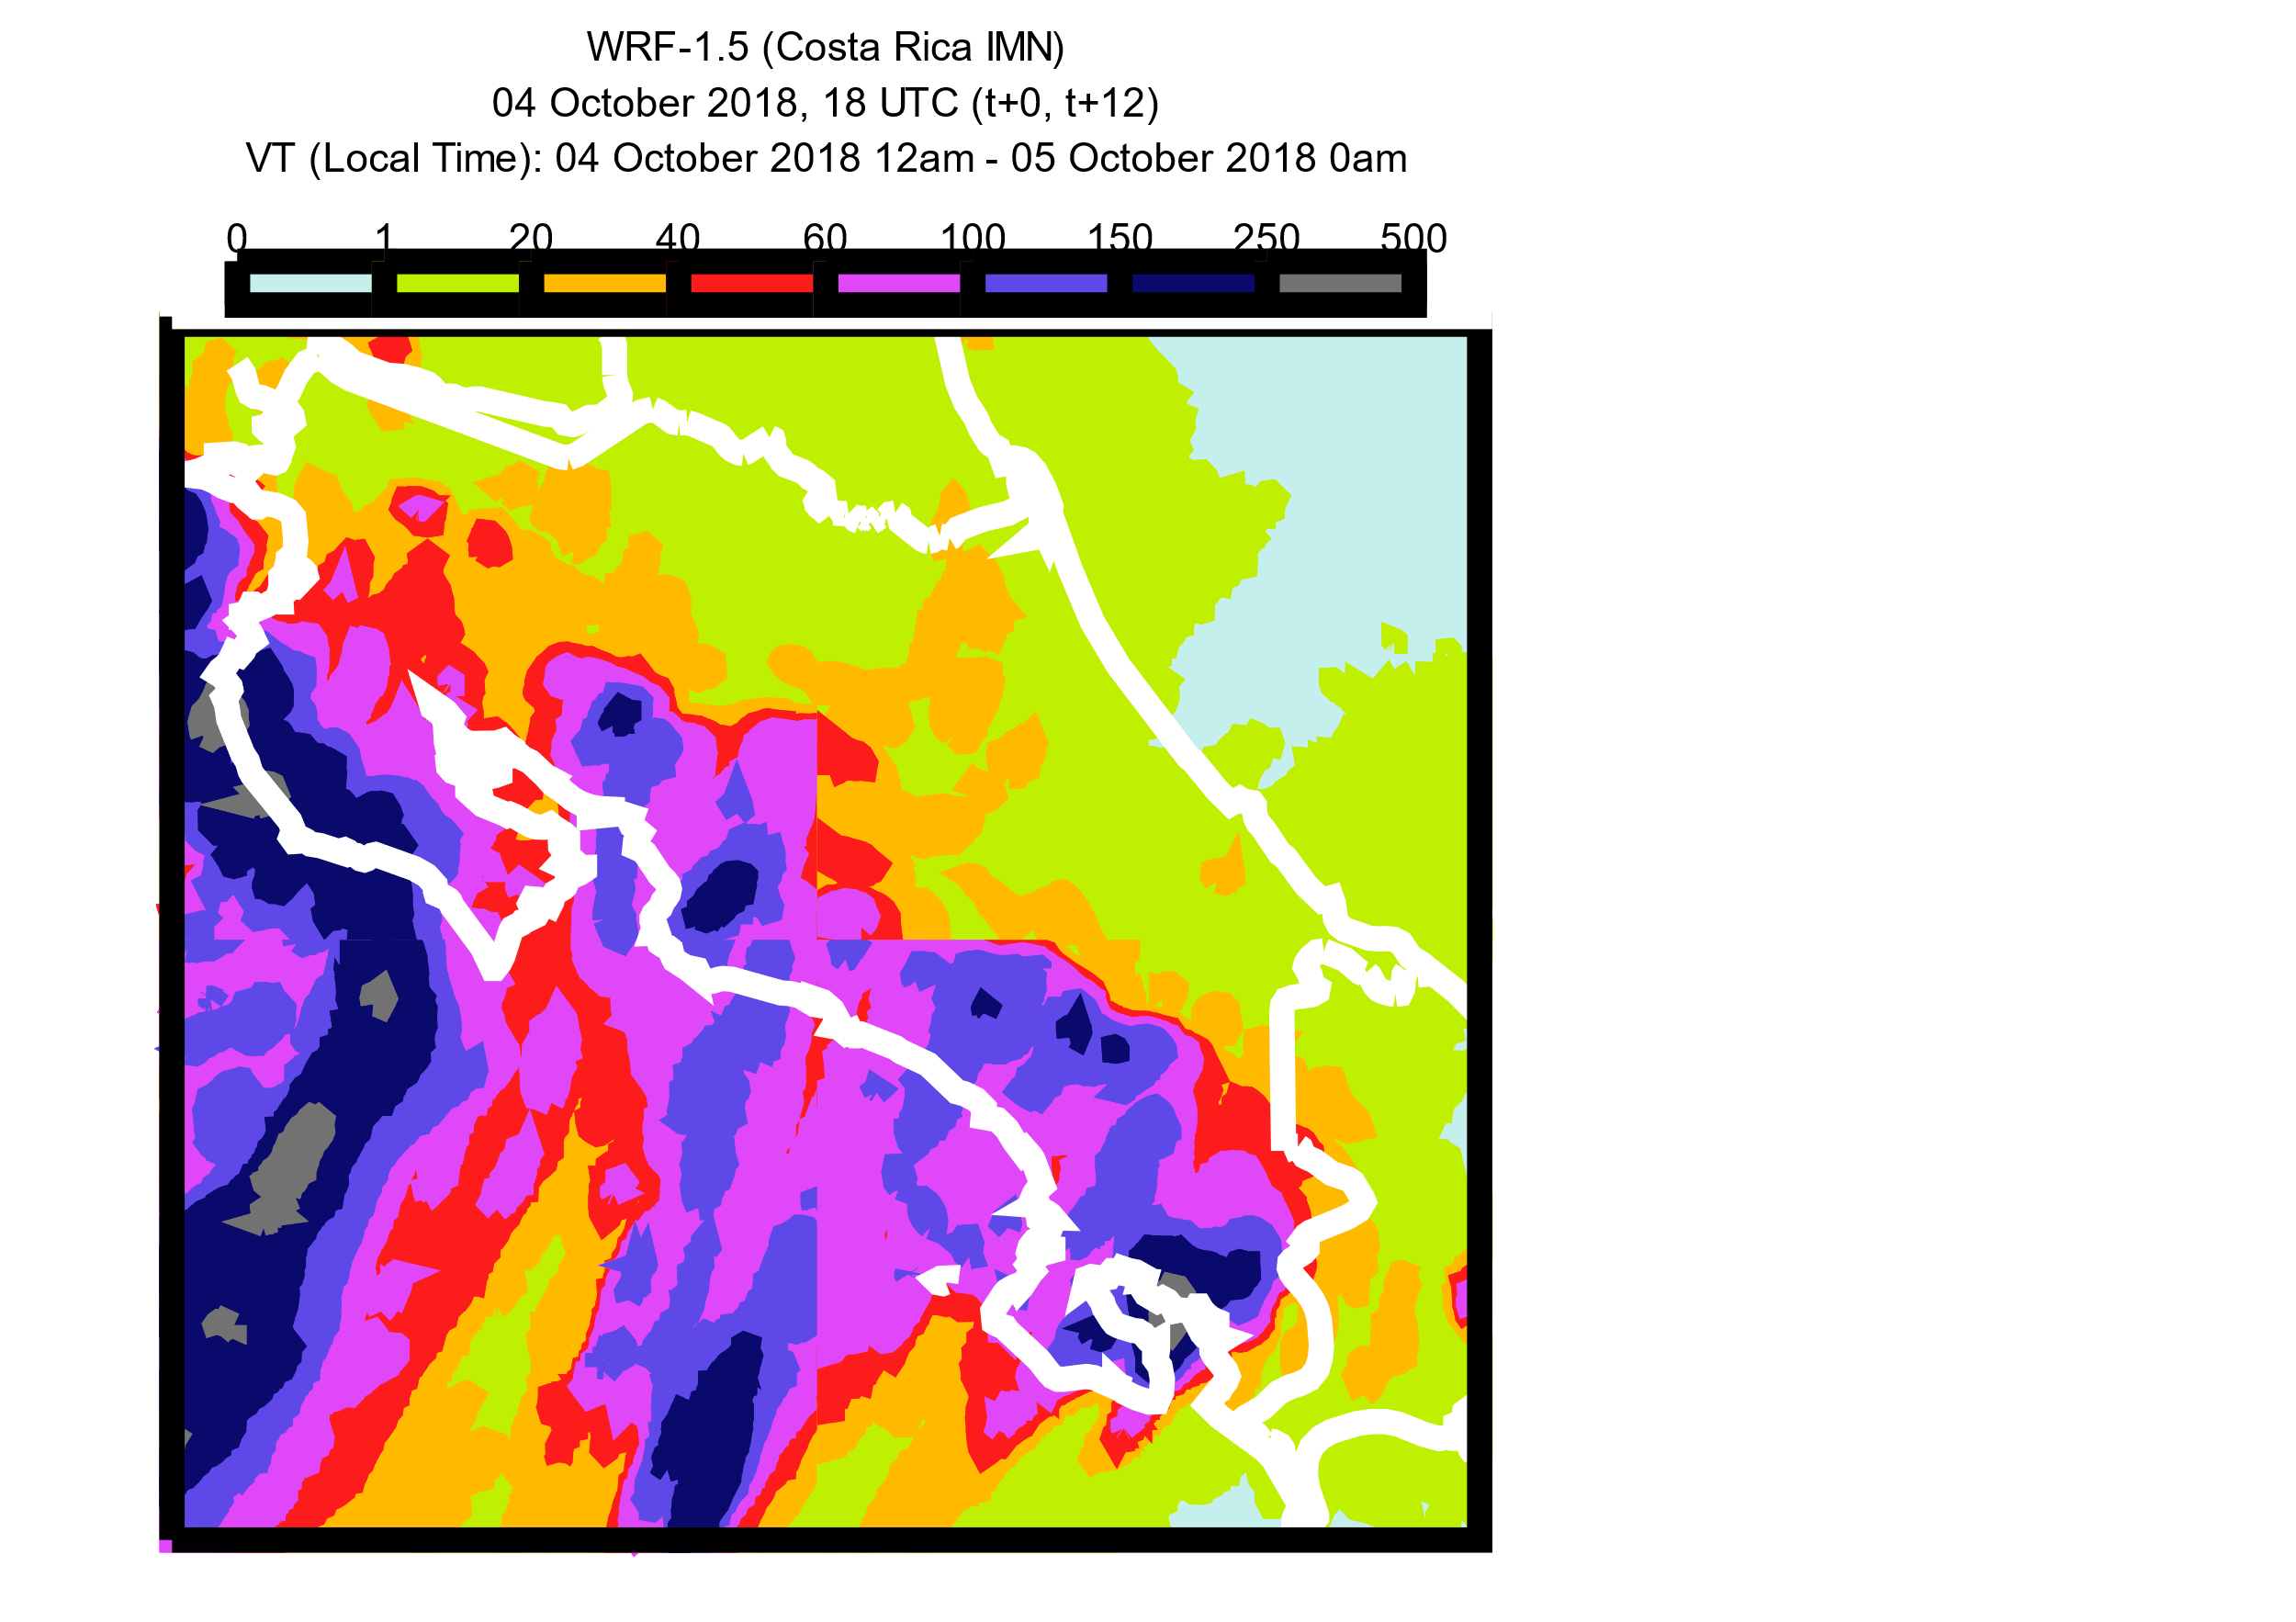 WRF-1.5 (Costa Rica IMN)
04 October 2018, 18 UTC (t+0, t+12)
VT (Local Time): 04 October 2018 12am - 05 October 2018 0am
0 1 20 40 60 100 150 250 500